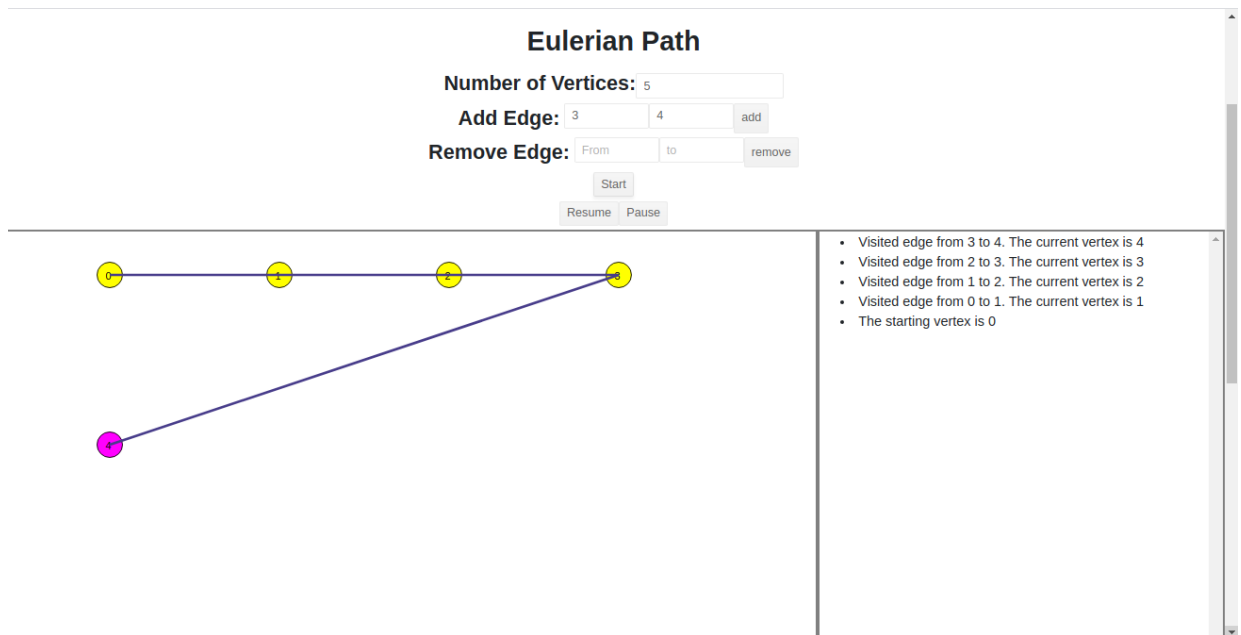 Eulerian Path
Number of Vertices: 5
Add Edge: 3 4 add
Remove Edge: From to remove
Start
Resume Pause
0 1 2 3
4
• Visited edge from 3 to 4. The current vertex is 4
• Visited edge from 2 to 3. The current vertex is 3
• Visited edge from 1 to 2. The current vertex is 2
• Visited edge from 0 to 1. The current vertex is 1
• The starting vertex is 0